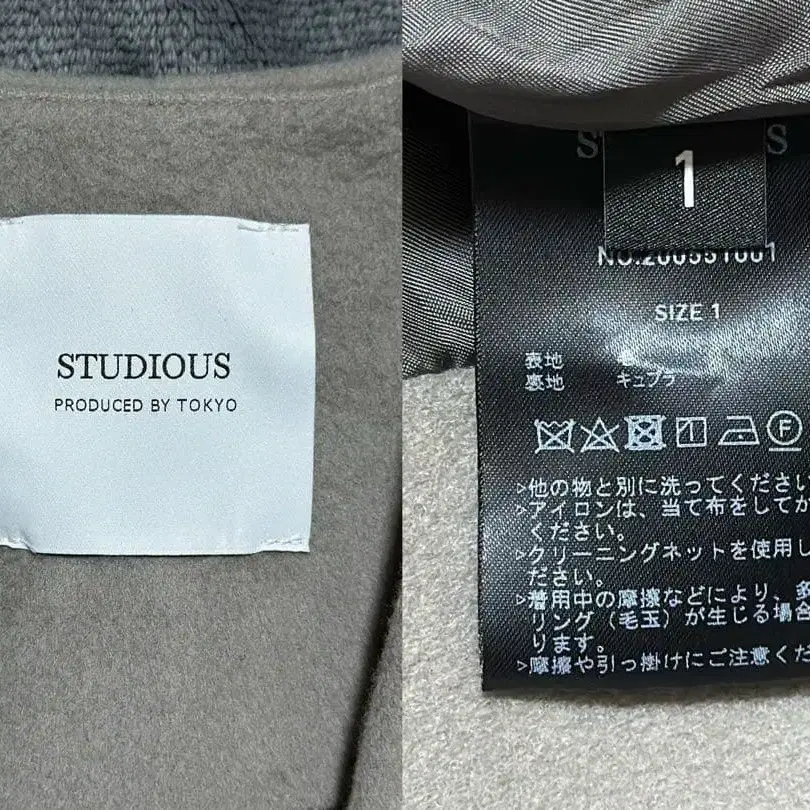 STUDIOUS
PRODUCED BY TOKYO
S S
1
NO.200551001
SIZE 1
表地
裏地 キュプラ
F
>他の物と別に洗ってください
>アイロンは、当て布をしてか
ください。
>クリーニングネットを使用し
ださい。
>着用中の摩擦などにより、多
リング（毛玉）が生じる場合
ります。
>摩擦や引っ掛けにご注意くだ